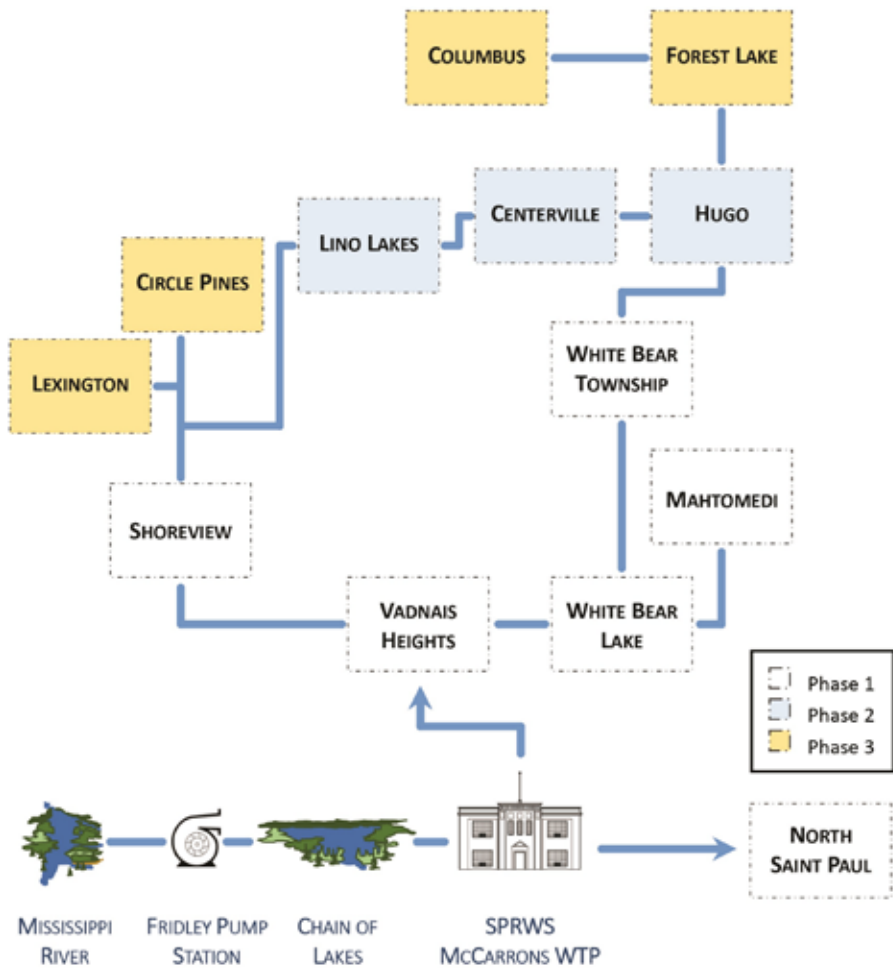 COLUMBUS
FOREST LAKE
CENTERVILLE
HUGO
LINO LAKES
CIRCLE PINES
WHITE BEAR
TOWNSHIP
LEXINGTON
MAHTOMEDI
SHOREVIEW
VADNAIS
HEIGHTS
WHITE BEAR
LAKE
Phase 1
Phase 2
Phase 3
NORTH
SAINT PAUL
MISSISSIPPI
RIVER
FRIDLEY PUMP
STATION
CHAIN OF
LAKES
SPRWS
MCCARRONS WTP